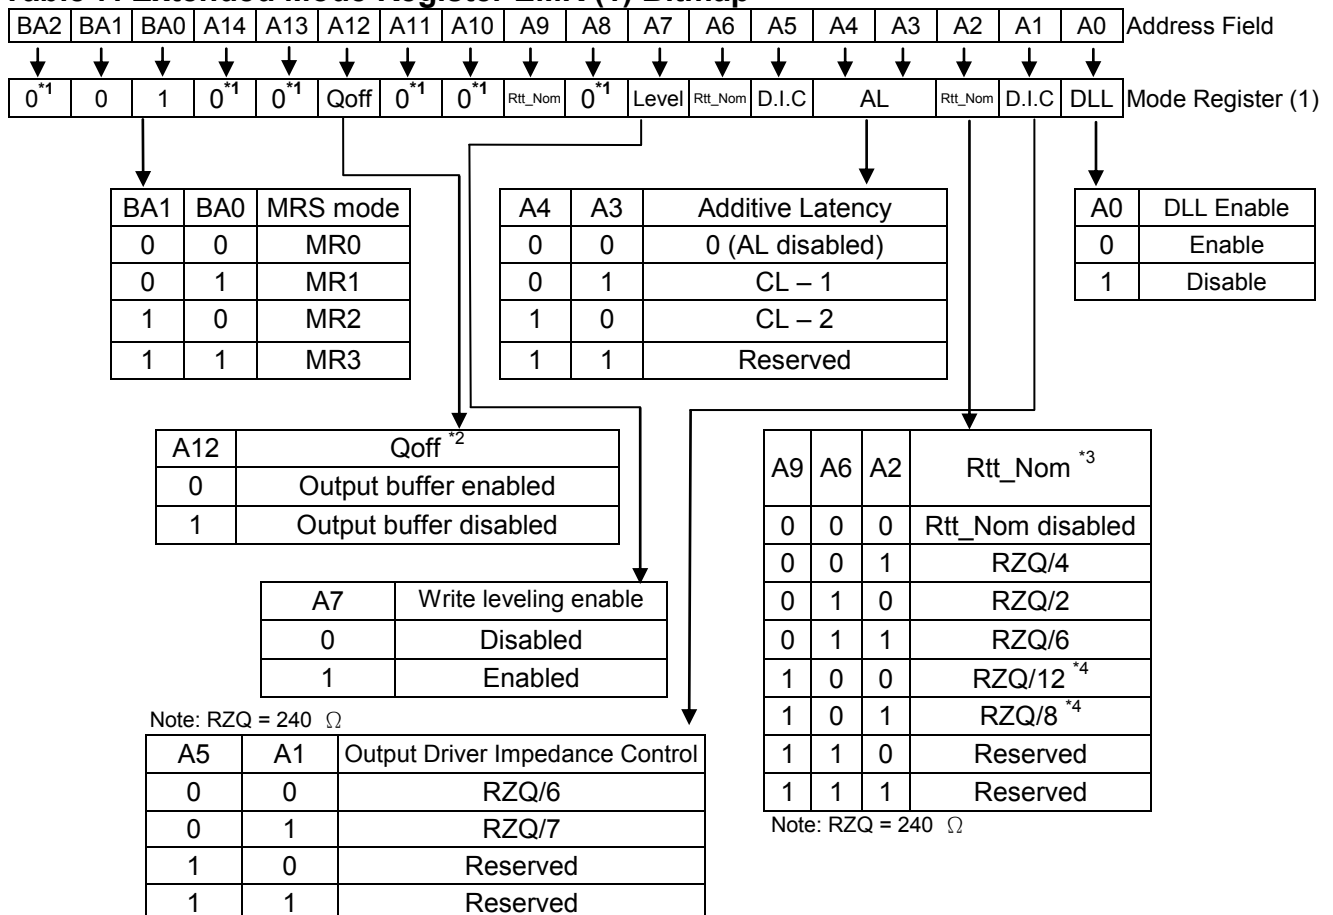 Table 7. Extended Mode Register EMR (1) Bitmap
BA2 BA1 BA0 A14 A13 A12 A11 A10 A9 A8 A7 A6 A5 A4 A3 A2 A1 A0 Address Field
0*1 0 1 0*1 0*1 Qoff 0*1 0*1 Rtt_Nom 0*1 Level Rtt_Nom D.I.C AL Rtt_Nom D.I.C DLL Mode Register (1)
BA1 BA0 MRS mode
0 0 MR0
0 1 MR1
1 0 MR2
1 1 MR3
A4 A3 Additive Latency
0 0 0 (AL disabled)
0 1 CL – 1
1 0 CL – 2
1 1 Reserved
A0 DLL Enable
0 Enable
1 Disable
A12 Qoff *2
0 Output buffer enabled
1 Output buffer disabled
A9 A6 A2 Rtt_Nom *3
0 0 0 Rtt_Nom disabled
0 0 1 RZQ/4
0 1 0 RZQ/2
0 1 1 RZQ/6
1 0 0 RZQ/12 *4
1 0 1 RZQ/8 *4
1 1 0 Reserved
1 1 1 Reserved
Note: RZQ = 240 Ω
A7 Write leveling enable
0 Disabled
1 Enabled
Note: RZQ = 240 Ω
A5 A1 Output Driver Impedance Control
0 0 RZQ/6
0 1 RZQ/7
1 0 Reserved
1 1 Reserved